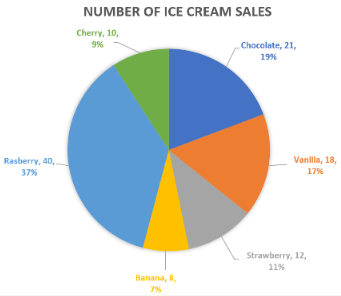 NUMBER OF ICE CREAM SALES
Cherry, 10,
9%
Chocolate, 21,
19%
Rasberry, 40,
37%
Vanilla, 18,
17%
Strawberry, 12,
11%
Banana, 8,
7%